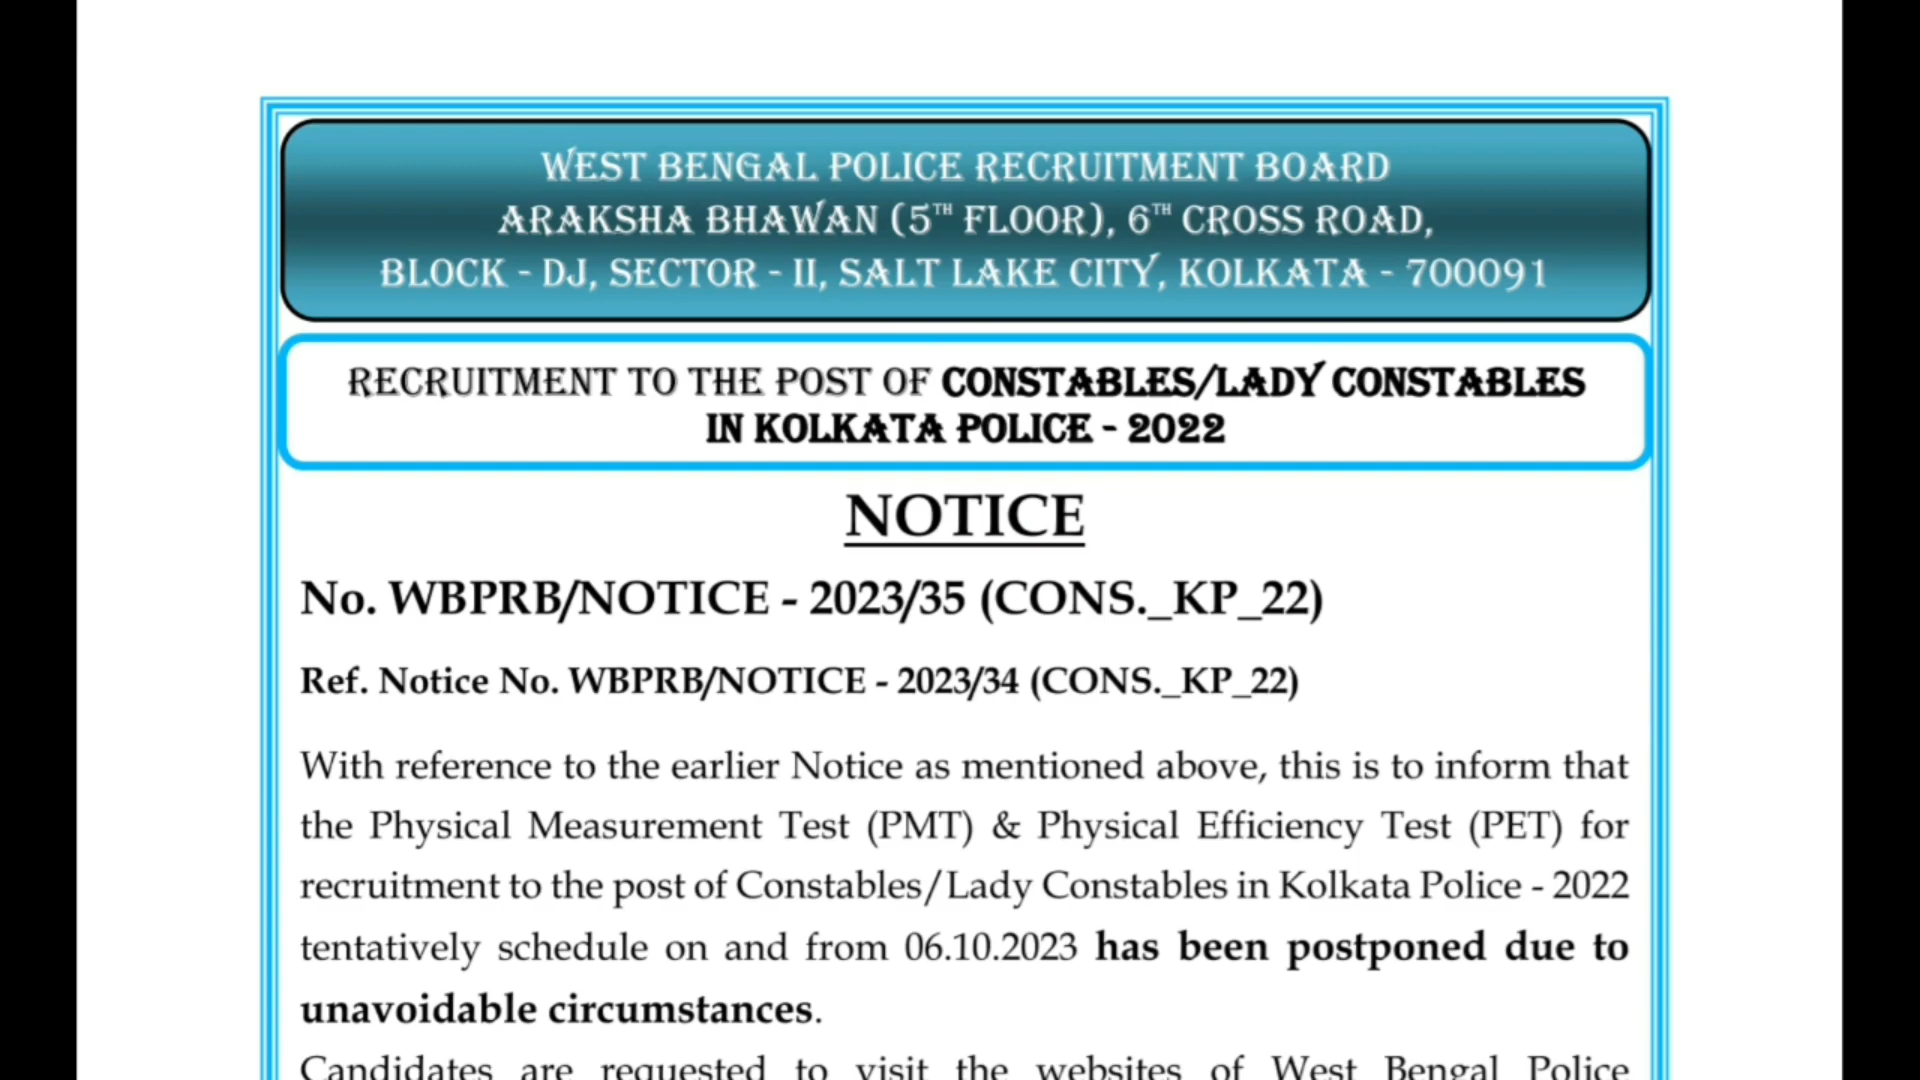 WEST BENGAL POLICE RECRUITMENT BOARD
ARAKSHA BHAWAN (5TH FLOOR), 6TH CROSS ROAD,
BLOCK - DJ, SECTOR - II, SALT LAKE CITY, KOLKATA - 700091
RECRUITMENT TO THE POST OF CONSTABLES/LADY CONSTABLES
IN KOLKATA POLICE - 2022
NOTICE
No. WBPRB/NOTICE - 2023/35 (CONS._KP_22)
Ref. Notice No. WBPRB/NOTICE - 2023/34 (CONS._KP_22)
With reference to the earlier Notice as mentioned above, this is to inform that
the Physical Measurement Test (PMT) & Physical Efficiency Test (PET) for
recruitment to the post of Constables/Lady Constables in Kolkata Police - 2022
tentatively schedule on and from 06.10.2023 has been postponed due to
unavoidable circumstances.
Candidates are requested to visit the websites of West Bengal Police